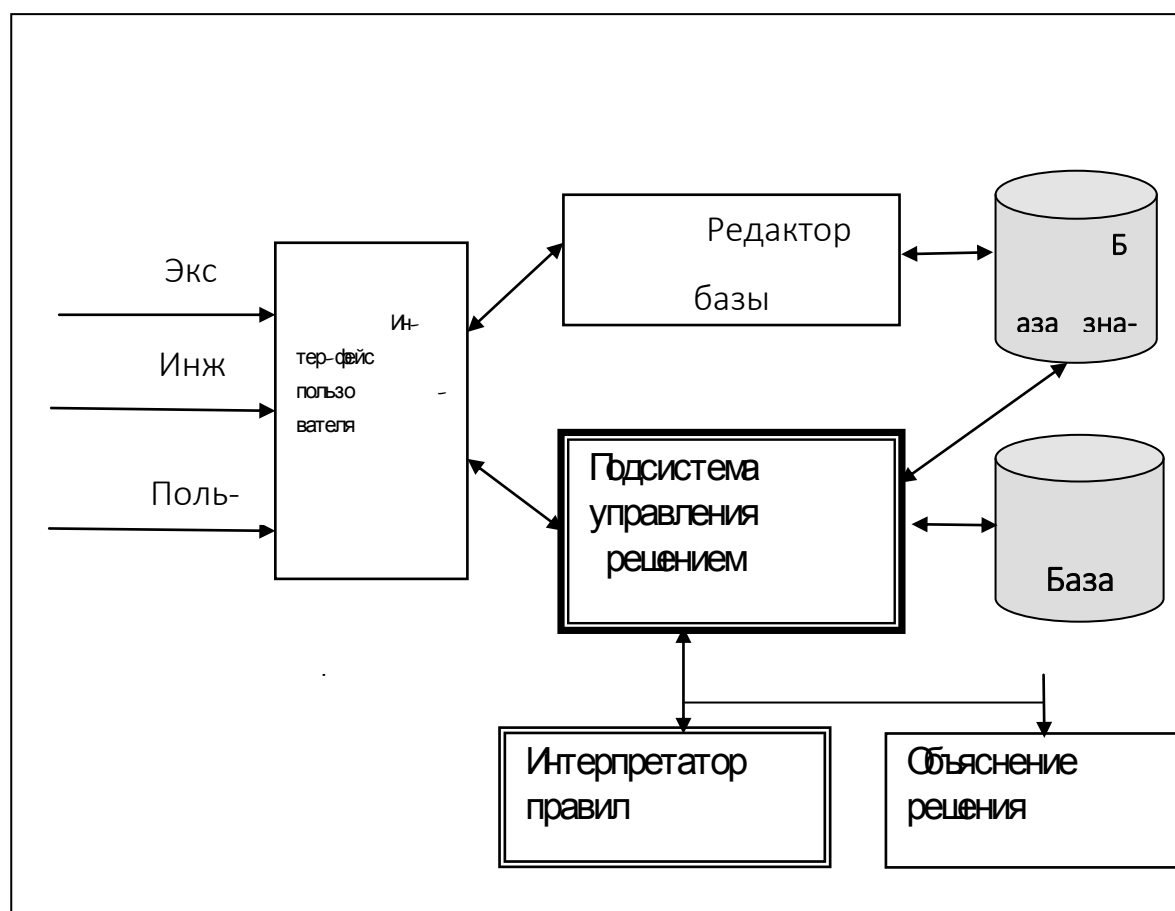 Экс
Инж
Поль-
Ин-
тер-фейс
пользо -
вателя
Редактор
базы
Б
аза зна-
Подсистема
управления
решением
База
Интерпретатор
правил
Объяснение
решения